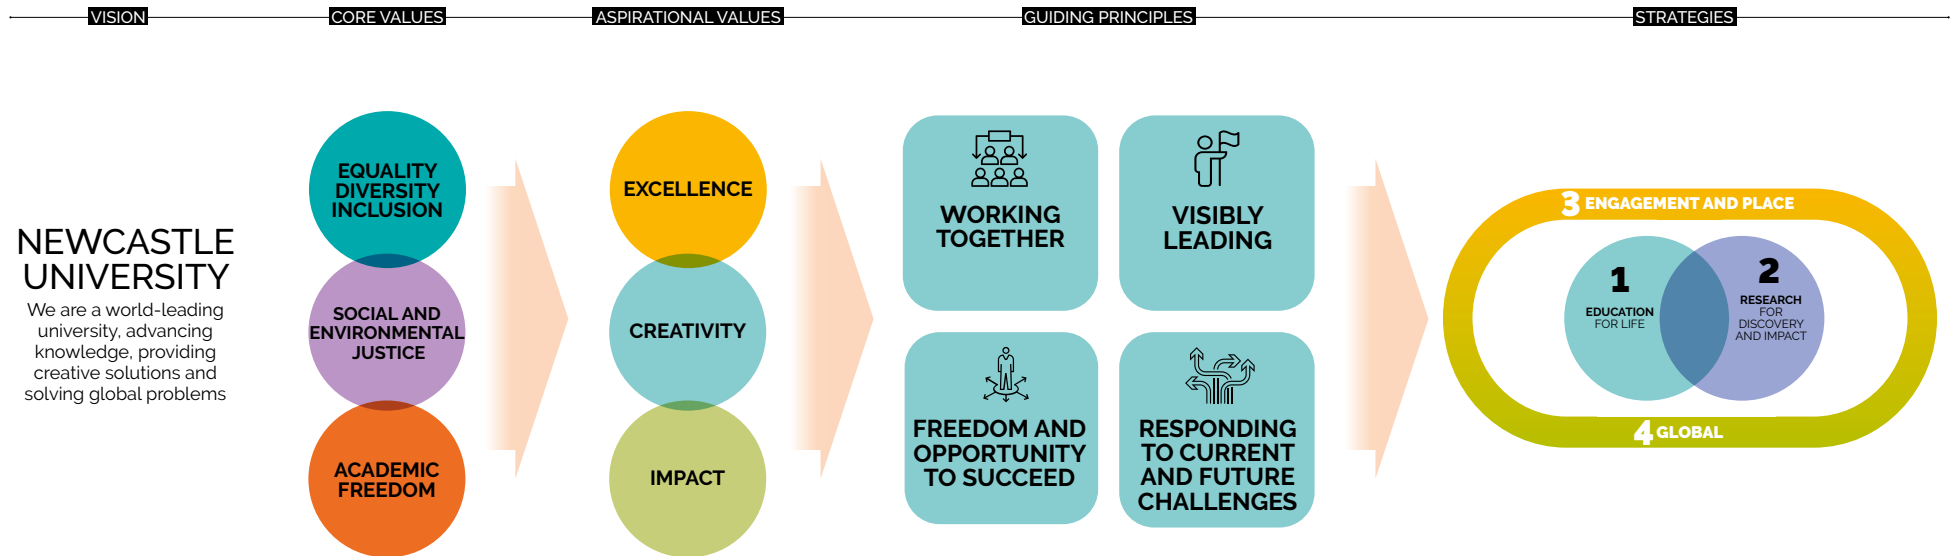 VISION
CORE VALUES
ASPIRATIONAL VALUES
GUIDING PRINCIPLES
STRATEGIES
NEWCASTLE
UNIVERSITY
We are a world-leading
university, advancing
knowledge, providing
creative solutions and
solving global problems
EQUALITY
DIVERSITY
INCLUSION
SOCIAL AND
ENVIRONMENTAL
JUSTICE
ACADEMIC
FREEDOM
EXCELLENCE
CREATIVITY
IMPACT
WORKING
TOGETHER
VISIBLY
LEADING
FREEDOM AND
OPPORTUNITY
TO SUCCEED
RESPONDING
TO CURRENT
AND FUTURE
CHALLENGES
3 ENGAGEMENT AND PLACE
1
EDUCATION
FOR LIFE
2
RESEARCH
FOR
DISCOVERY
AND IMPACT
4 GLOBAL